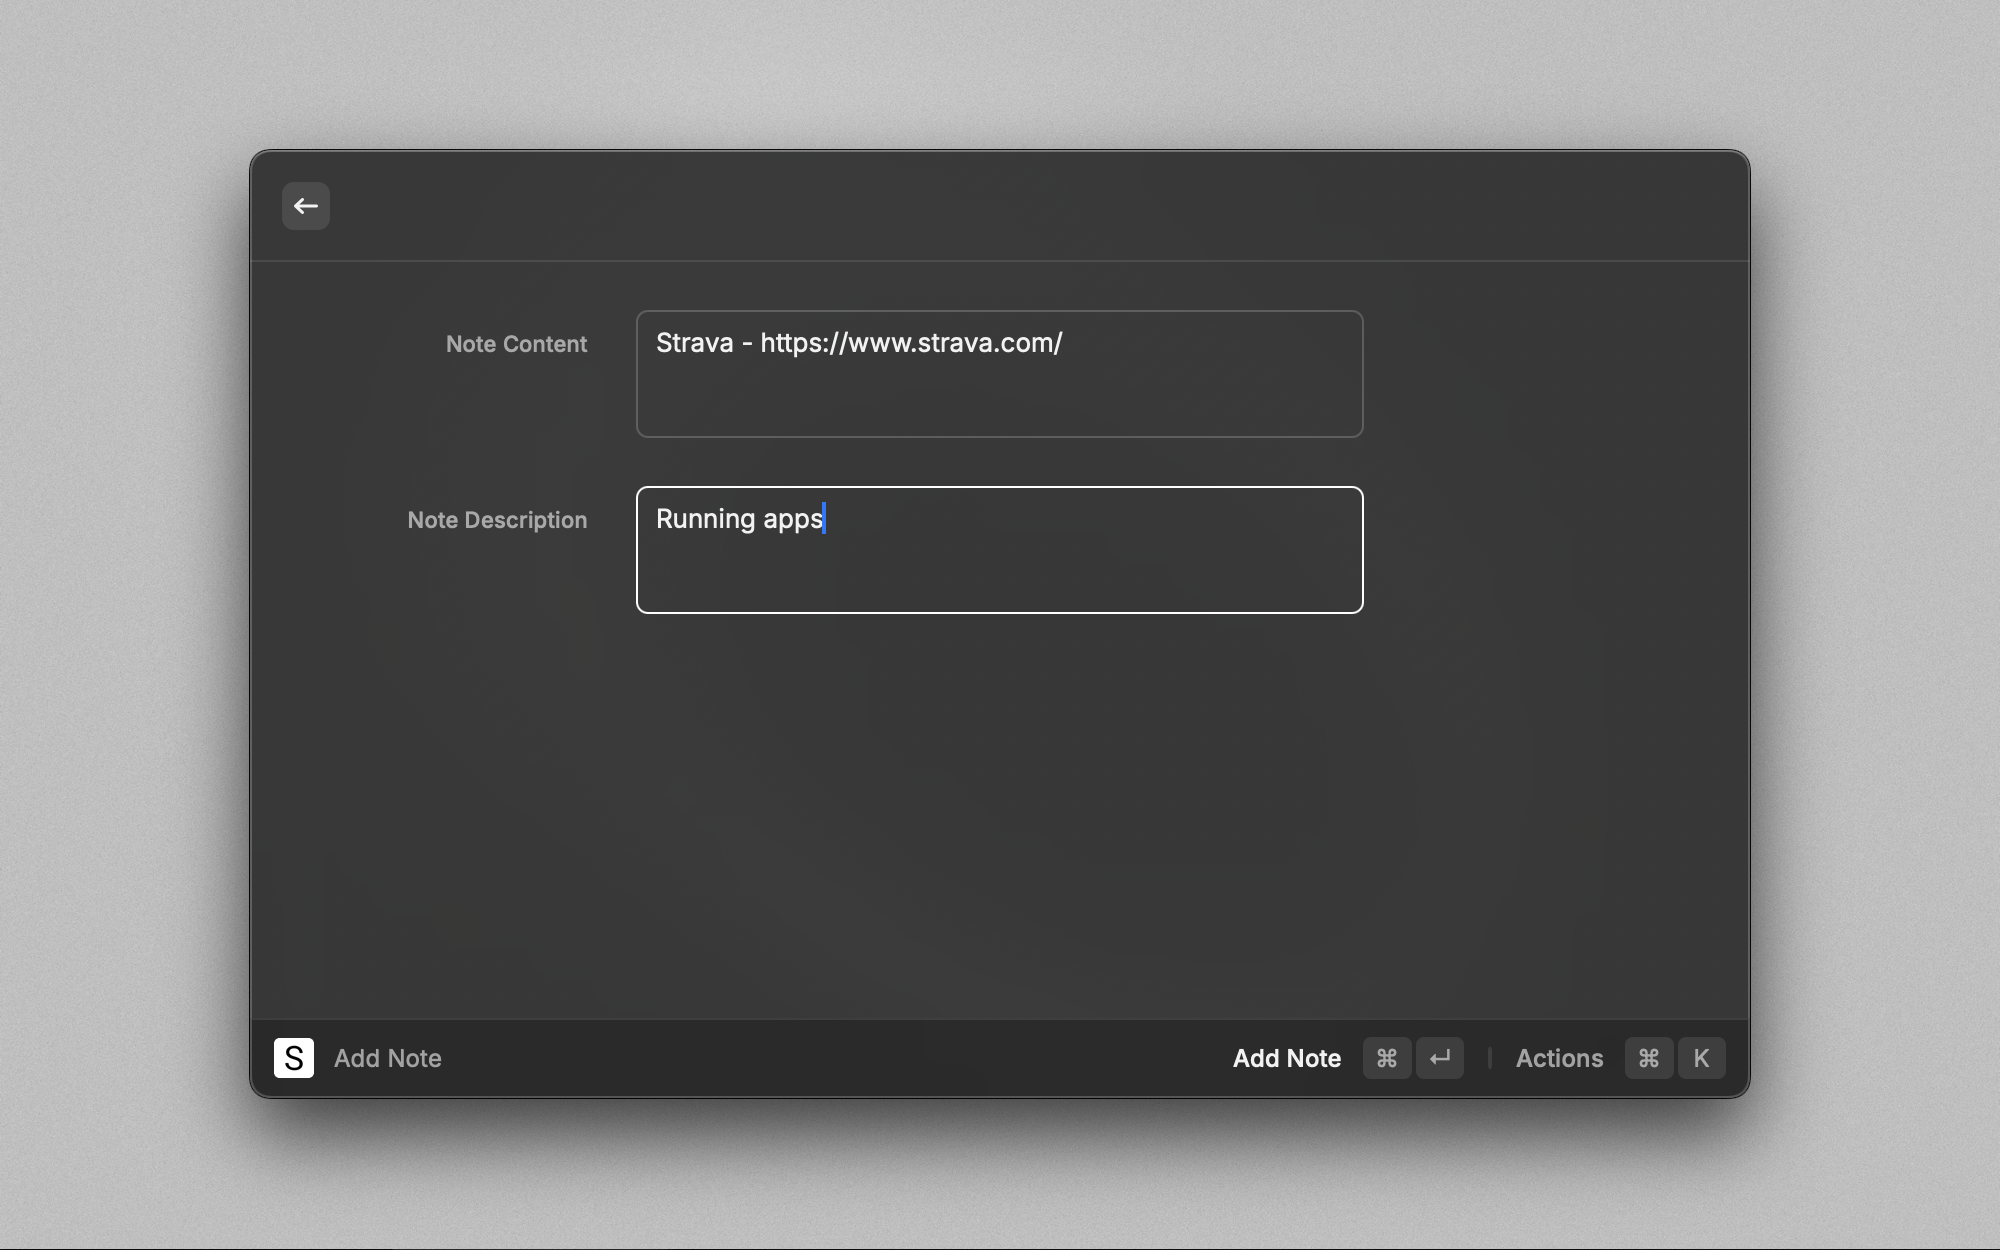 Note Content
Strava - https://www.strava.com/
Note Description
Running apps
S Add Note
Add Note ⌘ ↵ | Actions ⌘ K